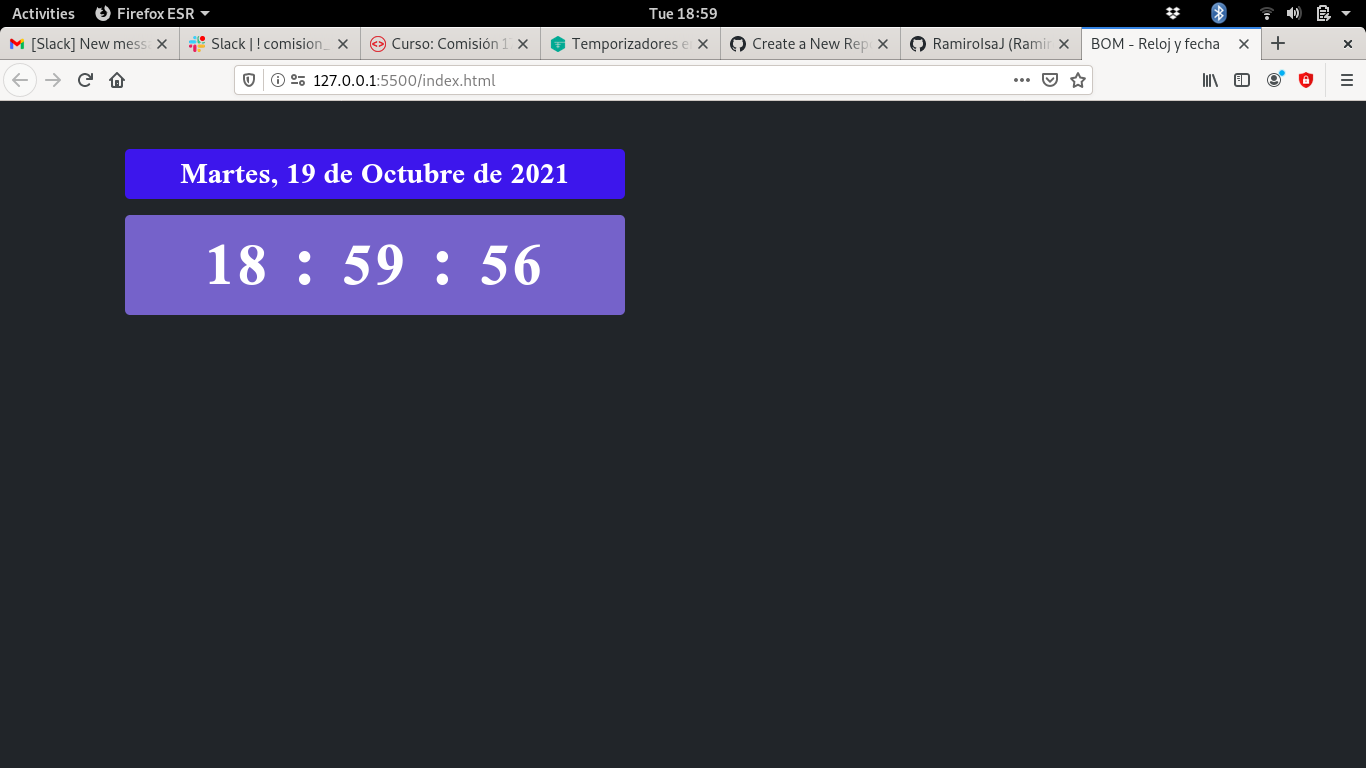 Activities Firefox ESR Tue 18:59
[Slack] New mess Slack | ! comision_ Curso: Comisión 1 Temporizadores e Create a New Rep RamiroIsaJ (Ramir BOM - Reloj y fecha
127.0.0.1:5500/index.html
Martes, 19 de Octubre de 2021
18 : 59 : 56